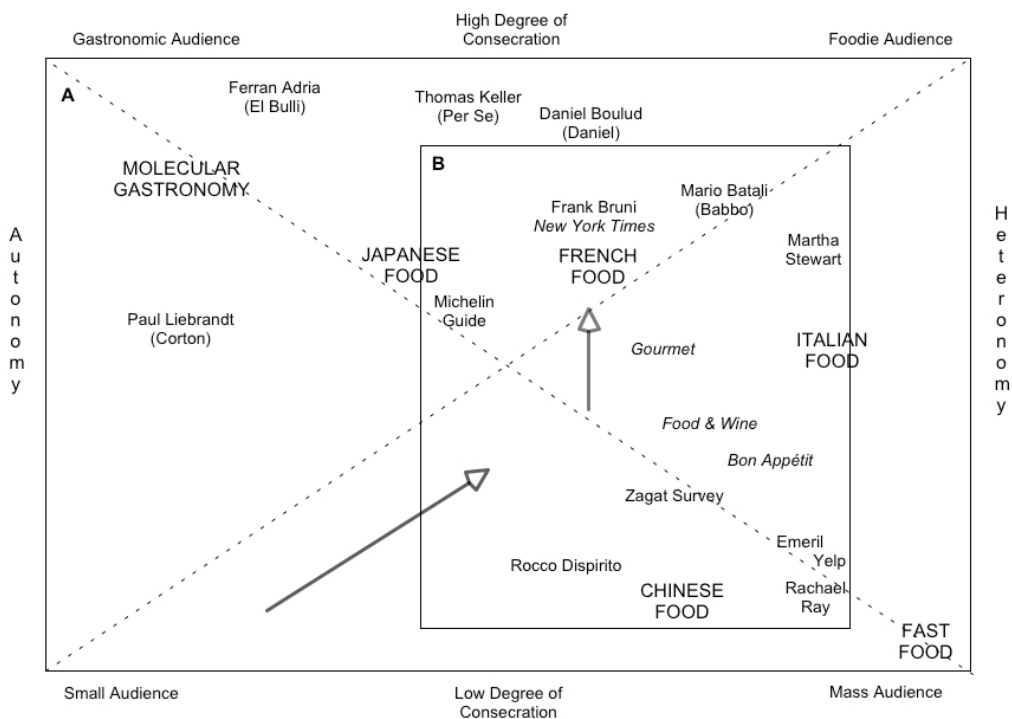 Gastronomic Audience
High Degree of
Consecration
Foodie Audience
A
Ferran Adria
(El Bulli)
Thomas Keller
(Per Se)
Daniel Boulud
(Daniel)
MOLECULAR
GASTRONOMY
B
Mario Batali
(Babbo)
Frank Bruni
New York Times
Martha
Stewart
JAPANESE
FOOD
FRENCH
FOOD
Michelin
Guide
Paul Liebrandt
(Corton)
Gourmet
ITALIAN
FOOD
Autonomy
Heteronomy
Food & Wine
Bon Appétit
Zagat Survey
Emeril
Yelp
Rocco Dispirito
CHINESE
FOOD
Rachael
Ray
FAST
FOOD
Small Audience
Low Degree of
Consecration
Mass Audience